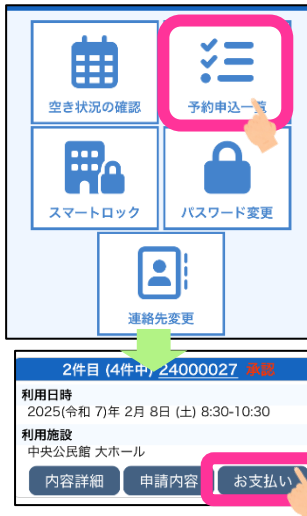 空き状況の確認
予約申込一覧
スマートロック
パスワード変更
連絡先変更
2件目 (4件中) 24000027 承認
利用日時
2025(令和 7)年 2月 8日 (土) 8:30-10:30
利用施設
中央公民館 大ホール
内容詳細
申請内容
お支払い